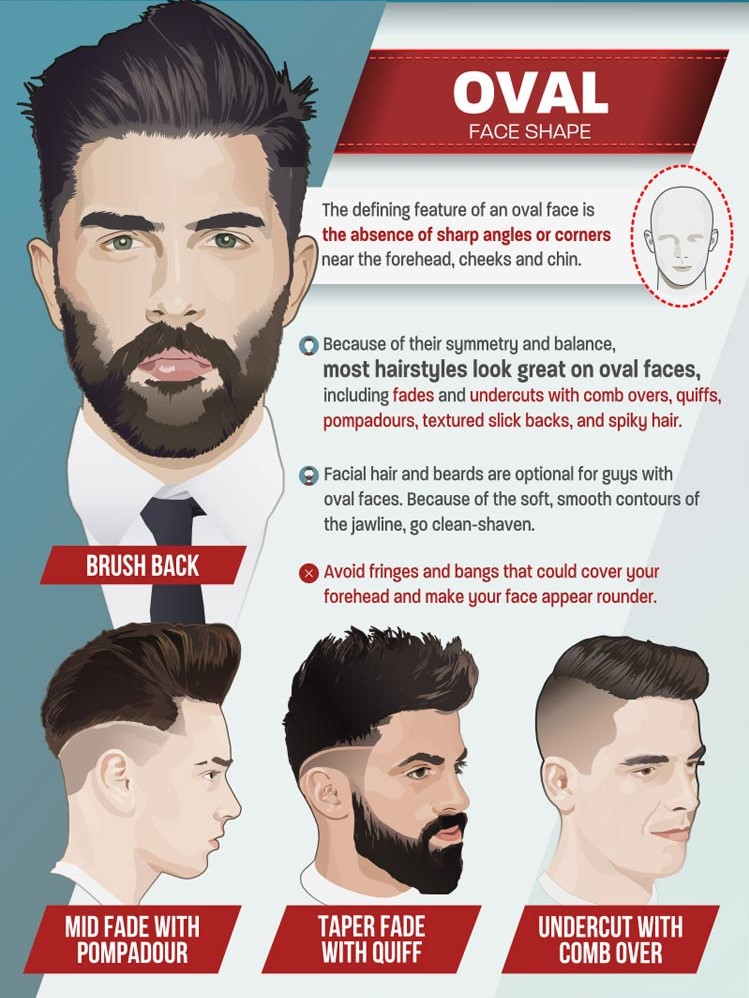 OVAL
FACE SHAPE
The defining feature of an oval face is
the absence of sharp angles or corners
near the forehead, cheeks and chin.
Because of their symmetry and balance,
most hairstyles look great on oval faces,
including fades and undercuts with comb overs, quiffs,
pompadours, textured slick backs, and spiky hair.
Facial hair and beards are optional for guys with
oval faces. Because of the soft, smooth contours of
the jawline, go clean-shaven.
BRUSH BACK
Avoid fringes and bangs that could cover your
forehead and make your face appear rounder.
MID FADE WITH
POMPADOUR
TAPER FADE
WITH QUIFF
UNDERCUT WITH
COMB OVER